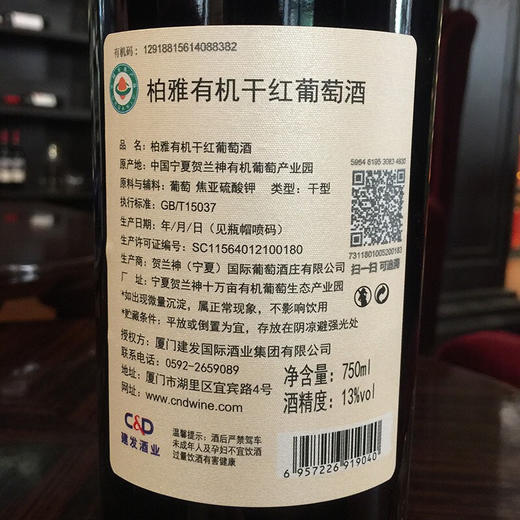 有机码: 12918815614088382
柏雅有机干红葡萄酒
品名: 柏雅有机干红葡萄酒
原产地: 中国宁夏贺兰神有机葡萄产业园
原料与辅料: 葡萄 焦亚硫酸钾 类型: 干型
执行标准: GB/T15037
生产日期: 年/月/日(见瓶帽喷码)
生产许可证编号: SC11564012100180
生产商: 贺兰神(宁夏)国际葡萄酒庄有限公司
厂址: 宁夏贺兰神十万亩有机葡萄生态产业园
*如出现微量沉淀,属正常现象,不影响饮用
*贮藏条件:平放或倒置为宜,存放在阴凉避强光处
5964 8195 3083 4930
7311801005200183
扫一扫 可追溯
授权方: 厦门建发国际酒业集团有限公司
联系电话: 0592-2659089
地址: 厦门市湖里区宜宾路4号
www.cndwine.com
净含量: 750ml
酒精度: 13%vol
C&D
建发酒业
温馨提示: 酒后严禁驾车
未成年人及孕妇不宜饮酒
过量饮酒有害健康
6 957226 919040